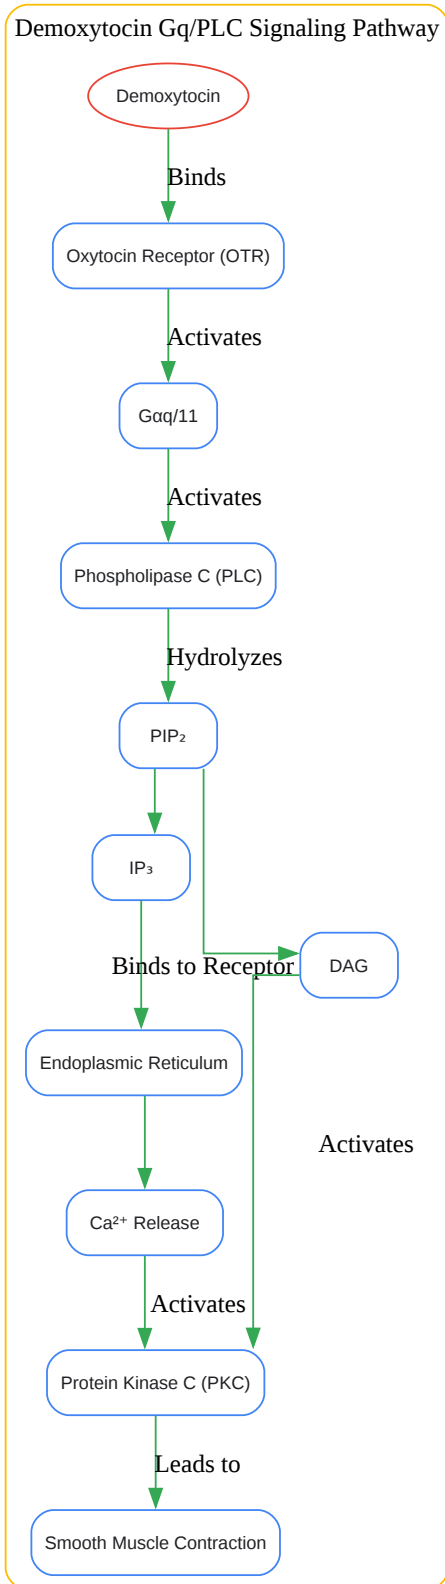 Demoxytocin Gq/PLC Signaling Pathway
Demoxytocin
Binds
Oxytocin Receptor (OTR)
Activates
Gαq/11
Activates
Phospholipase C (PLC)
Hydrolyzes
PIP₂
IP₃
Binds to Receptor
DAG
Endoplasmic Reticulum
Activates
Ca²⁺ Release
Activates
Protein Kinase C (PKC)
Leads to
Smooth Muscle Contraction